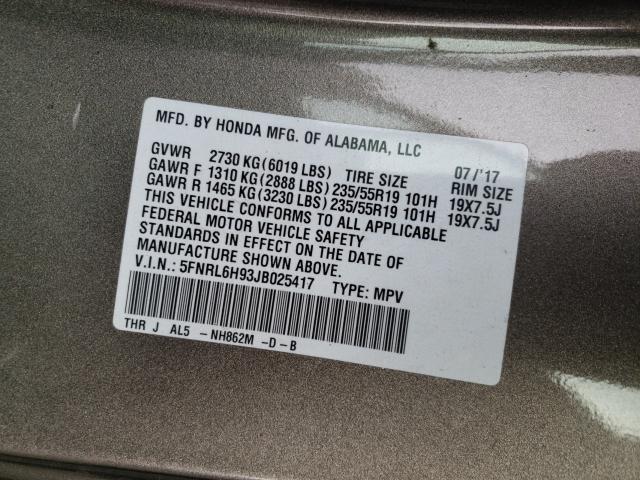 MFD. BY HONDA MFG. OF ALABAMA, LLC
GVWR 2730 KG(6019 LBS) TIRE SIZE 07/'17 RIM SIZE
GAWR F 1310 KG(2888 LBS) 235/55R19 101H 19X7.5J
GAWR R 1465 KG(3230 LBS) 235/55R19 101H 19X7.5J
THIS VEHICLE CONFORMS TO ALL APPLICABLE
FEDERAL MOTOR VEHICLE SAFETY
STANDARDS IN EFFECT ON THE DATE OF
MANUFACTURE SHOWN ABOVE.
V.I.N.: 5FNRL6H93JB025417 TYPE: MPV
THR J AL5 -NH862M -D-B